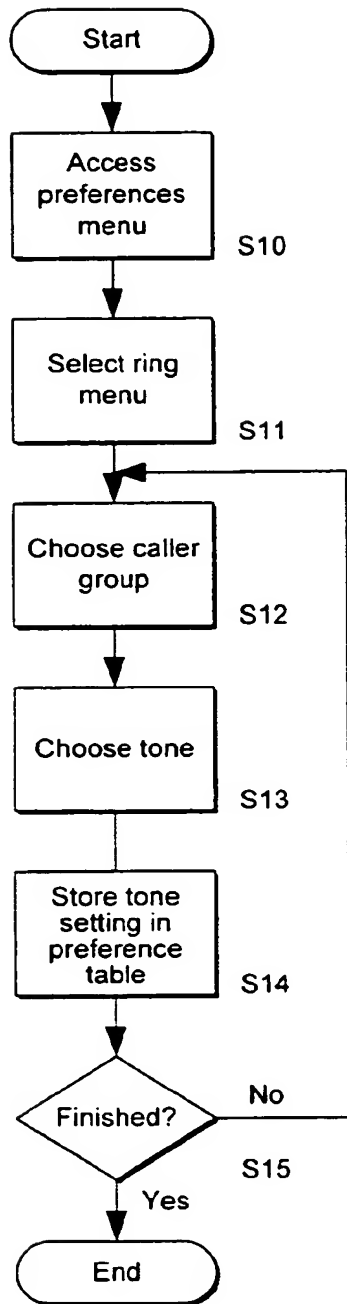 Start
Access
preferences
menu
S10
Select ring
menu
S11
Choose caller
group
S12
Choose tone
S13
Store tone
setting in
preference
table
S14
Finished?
No
S15
Yes
End